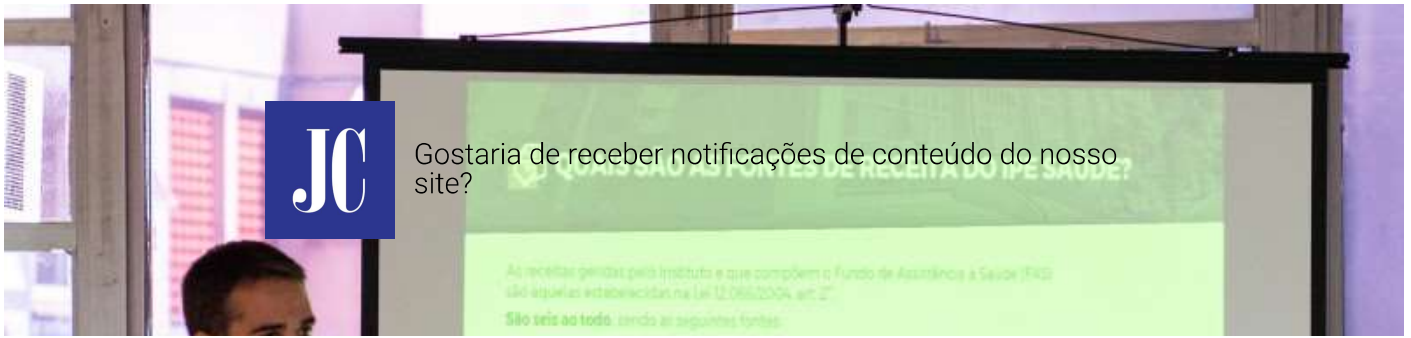 JC
Gostaria de receber notificações de conteúdo do nosso
site?
QUAIS SÃO AS FONTES DE RECEITA DO IPE SAÚDE?
As receitas geridas pelo Instituto e que compõem o Fundo de Assistência à Saúde (FAS)
são aquelas estabelecidas na Lei 12.066/2004, art. 2°.
São seis ao todo, sendo as seguintes fontes: